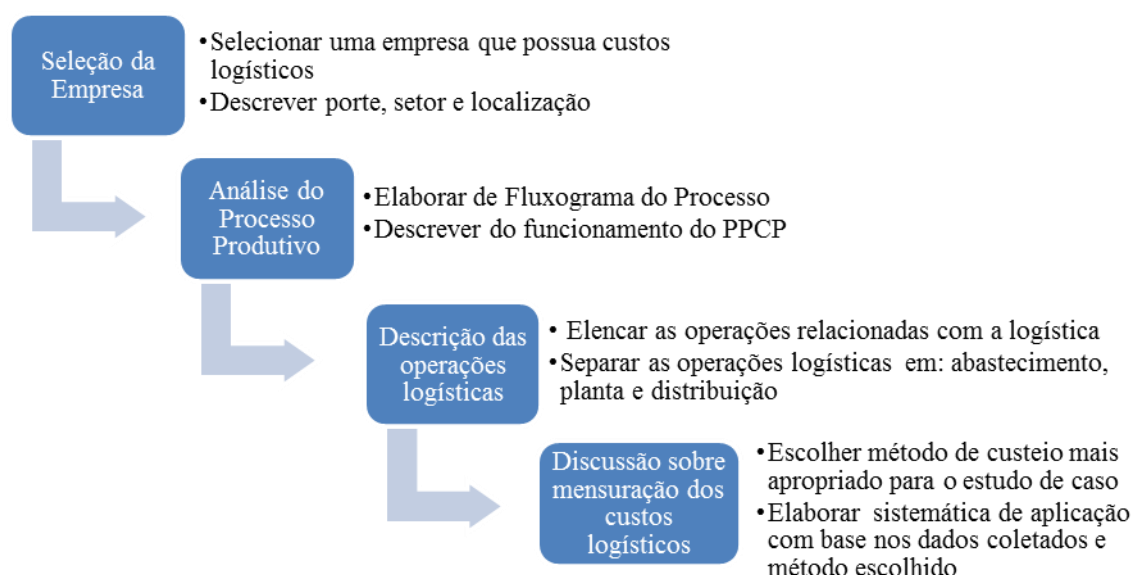 Seleção da
Empresa
•Selecionar uma empresa que possua custos
logísticos
•Descrever porte, setor e localização
Análise do
Processo
Produtivo
•Elaborar de Fluxograma do Processo
•Descrever do funcionamento do PPCP
Descrição das
operações
logísticas
• Elencar as operações relacionadas com a logística
•Separar as operações logísticas em: abastecimento,
planta e distribuição
Discussão sobre
mensuração dos
custos
logísticos
•Escolher método de custeio mais
apropriado para o estudo de caso
•Elaborar sistemática de aplicação
com base nos dados coletados e
método escolhido